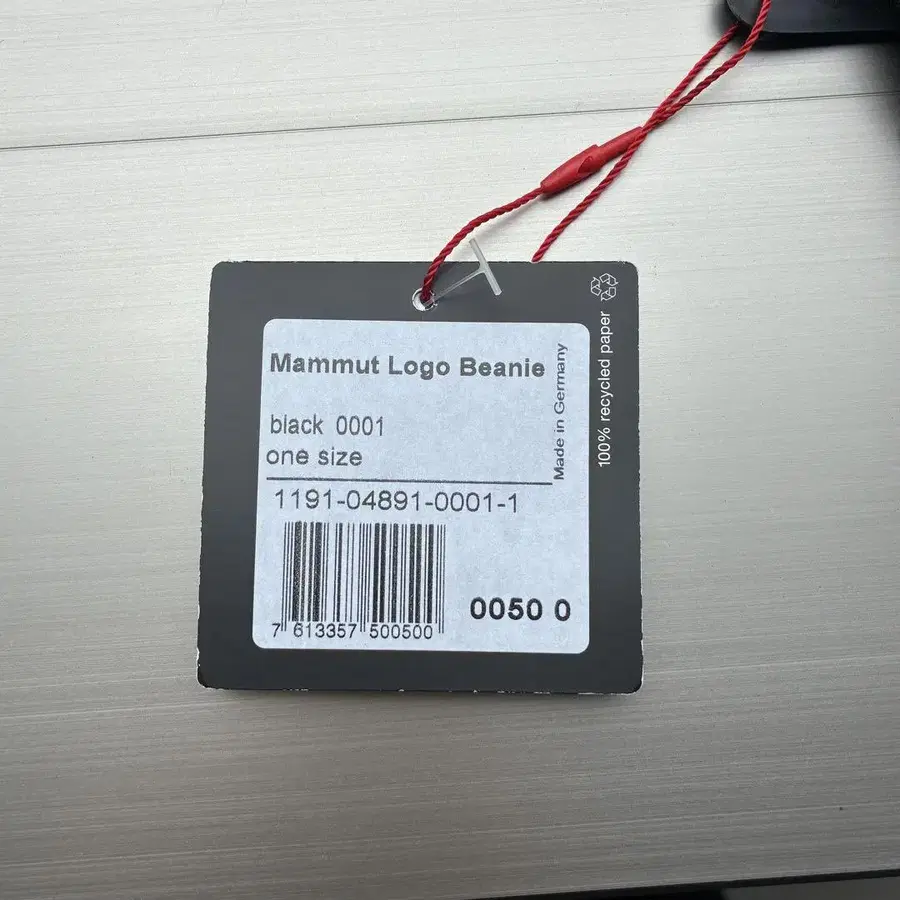 Mammut Logo Beanie
black 0001
one size
Made in Germany
1191-04891-0001-1
7 613357 500500
0050 0
100% recycled paper